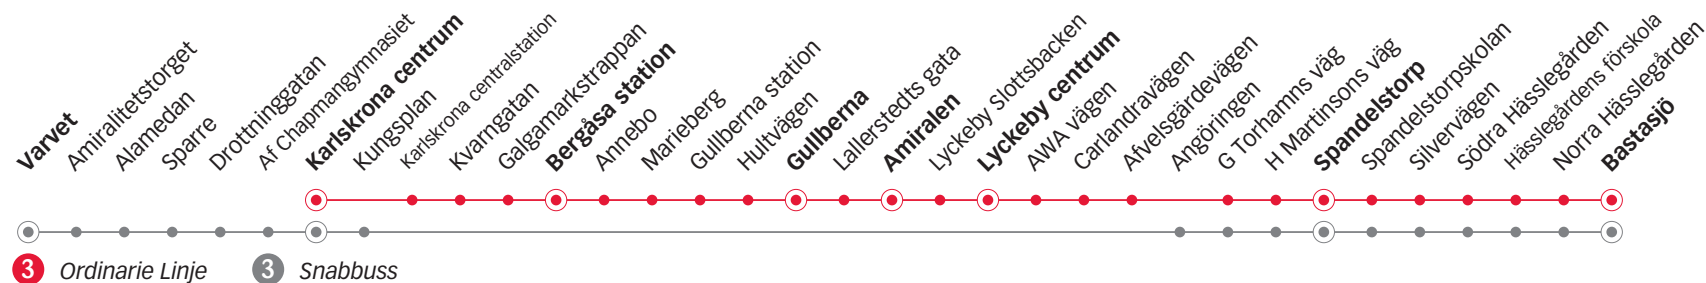 Varvet
Amiralitetstorget
Alamedan
Sparre
Drottninggatan
Af Chapmangymnasiet
Karlskrona centrum
Kungsplan
Karlskrona centralstation
Kvarngatan
Galgamarkstrappan
Bergåsa station
Annebo
Marieberg
Gullberna station
Hultvägen
Gullberna
Lallerstedts gata
Amiralen
Lyckeby Slottsbacken
Lyckeby centrum
AWA vägen
Carlandravägen
Afvelsgärdevägen
Angöringen
G Torhamns väg
H Martinsons väg
Spandelstorp
Spandelstorpskolan
Silvervägen
Södra Hässlegården
Hässlegårdens förskola
Norra Hässlegården
Bastasjö
3 Ordinarie Linje 3 Snabbuss